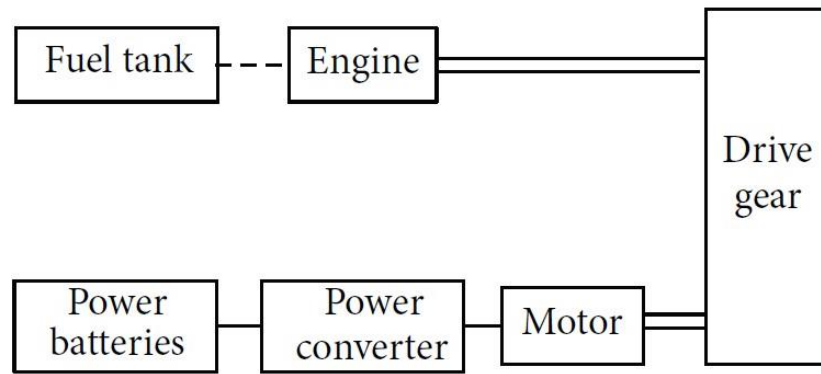 Fuel tank
Engine
Drive
gear
Power
batteries
Power
converter
Motor